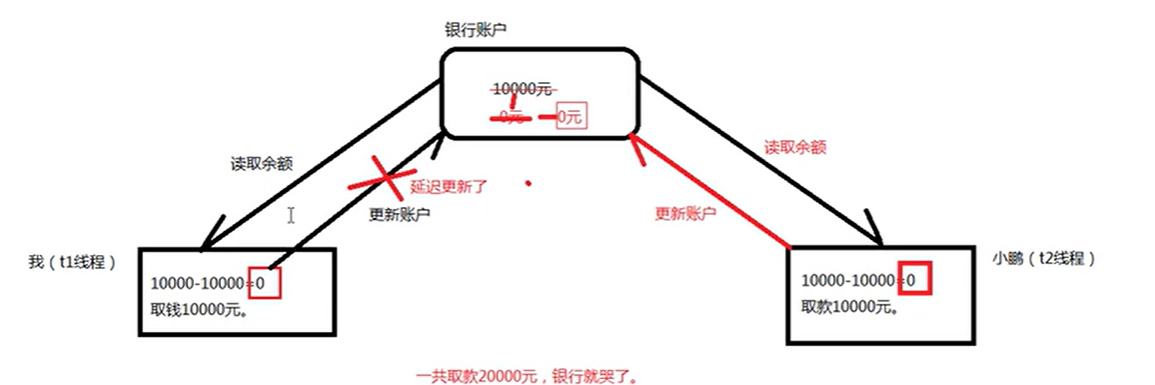 银行账户
10000元
0元
0元
读取余额
读取余额
延迟更新了
更新账户
更新账户
我（t1线程）
小鹏（t2线程）
10000-10000=0
取钱10000元。
10000-10000=0
取款10000元。
一共取款20000元，银行就哭了。